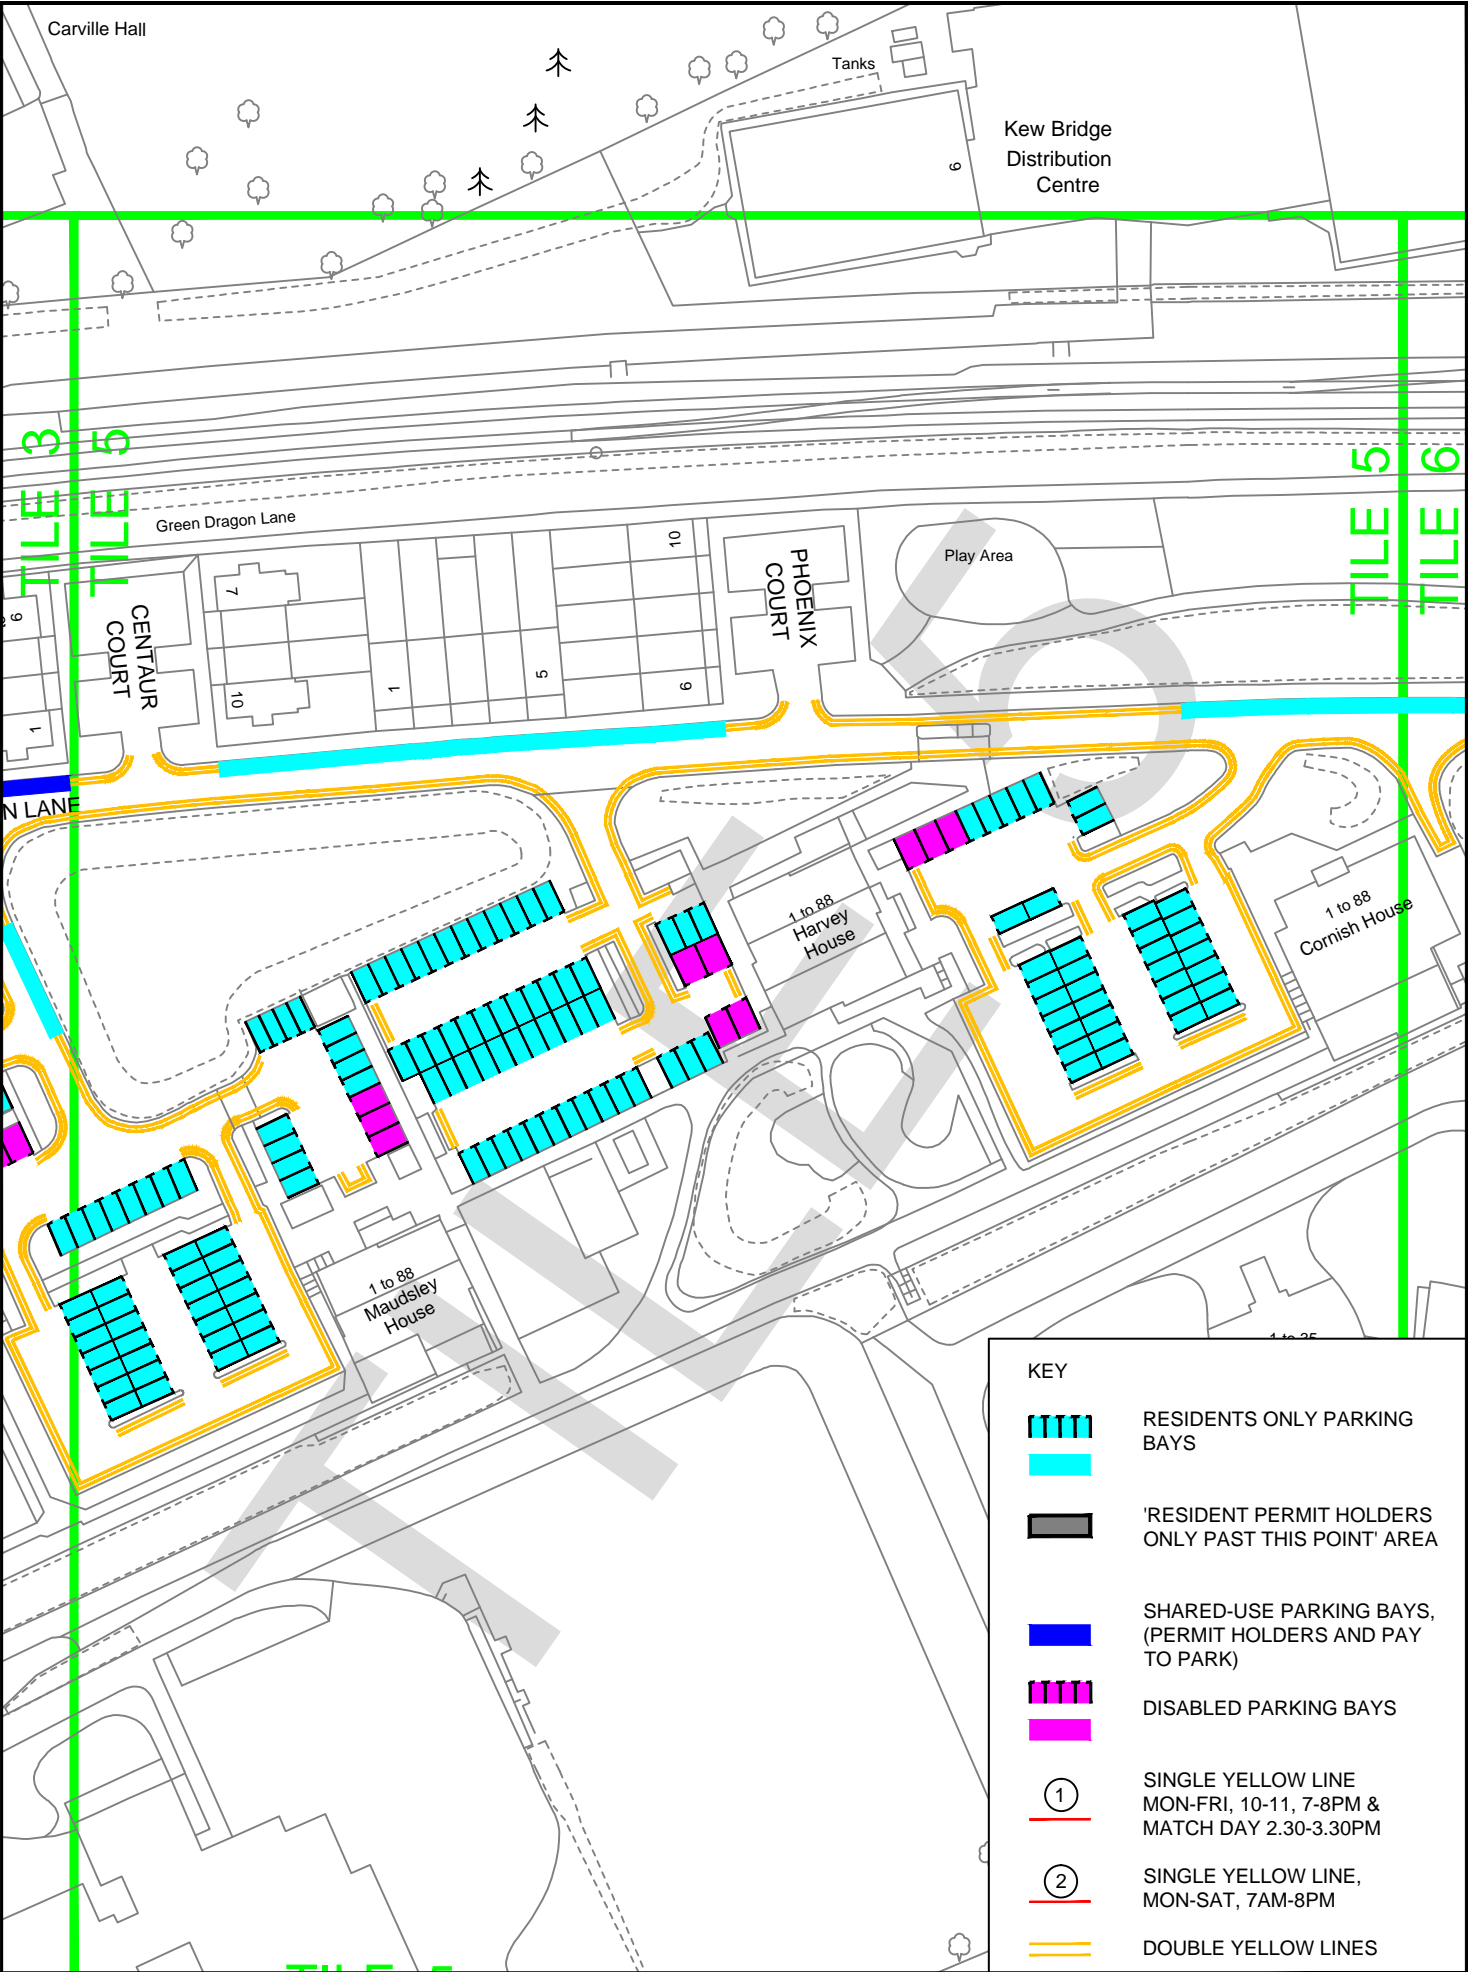 Carville Hall
Tanks
Kew Bridge
Distribution
Centre
9
TILE 3
TILE 5
TILE 5
TILE 6
Green Dragon Lane
Play Area
CENTAUR
COURT
PHOENIX
COURT
7
10
1
5
10
6
9
1
N LANE
1 to 88
Harvey
House
1 to 88
Cornish House
1 to 88
Maudsley
House
TILE 5
KEY
RESIDENTS ONLY PARKING
BAYS
'RESIDENT PERMIT HOLDERS
ONLY PAST THIS POINT' AREA
SHARED-USE PARKING BAYS,
(PERMIT HOLDERS AND PAY
TO PARK)
DISABLED PARKING BAYS
1
SINGLE YELLOW LINE
MON-FRI, 10-11, 7-8PM &
MATCH DAY 2.30-3.30PM
2
SINGLE YELLOW LINE,
MON-SAT, 7AM-8PM
DOUBLE YELLOW LINES